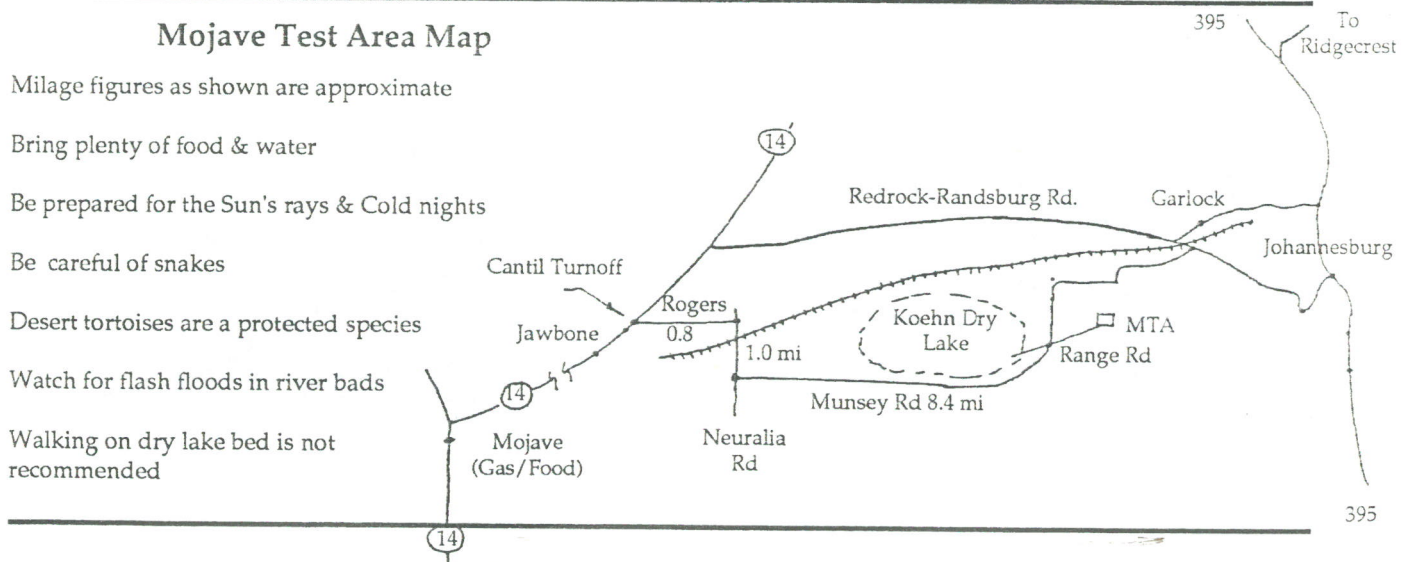 Mojave Test Area Map
Milage figures as shown are approximate
Bring plenty of food & water
Be prepared for the Sun's rays & Cold nights
Be careful of snakes
Desert tortoises are a protected species
Watch for flash floods in river bads
Walking on dry lake bed is not
recommended
395
To
Ridgecrest
14
Redrock-Randsburg Rd.
Garlock
Johannesburg
Cantil Turnoff
Rogers
0.8
Jawbone
1.0 mi
Koehn Dry
Lake
MTA
Range Rd
14
Munsey Rd 8.4 mi
Mojave
(Gas/Food)
Neuralia
Rd
395
14